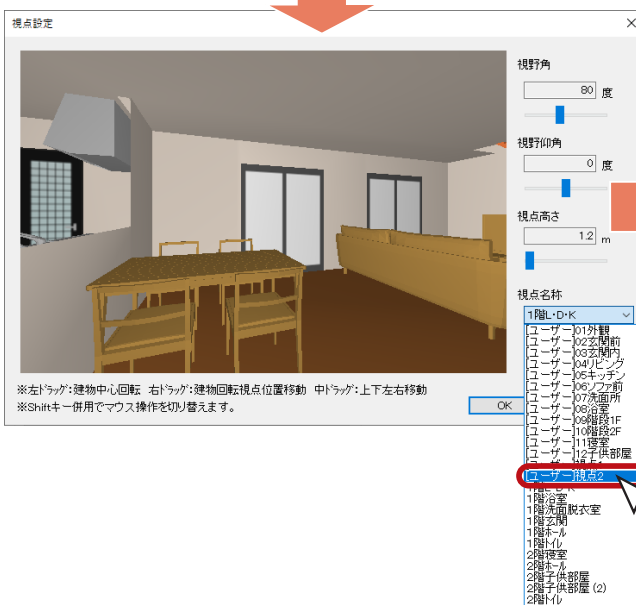 視点設定
視野角
80 度
視野仰角
0 度
視点高さ
1.2 m
視点名称
1階L・D・K
[ユーザー]01外観
[ユーザー]02玄関前
[ユーザー]03玄関内
[ユーザー]04リビング
[ユーザー]05キッチン
[ユーザー]06ソファ前
[ユーザー]07洗面所
[ユーザー]08浴室
[ユーザー]09階段1F
[ユーザー]10階段2F
[ユーザー]11寝室
[ユーザー]12子供部屋
[ユーザー]視点1
[ユーザー]視点2
1階L・D・K
1階浴室
1階洗面脱衣室
1階玄関
1階ホール
1階トイレ
2階寝室
2階ホール
2階子供部屋
2階子供部屋 (2)
2階トイレ
※左ドラッグ:建物中心回転 右ドラッグ:建物回転視点位置移動 中ドラッグ:上下左右移動
※Shiftキー併用でマウス操作を切り替えます。
OK